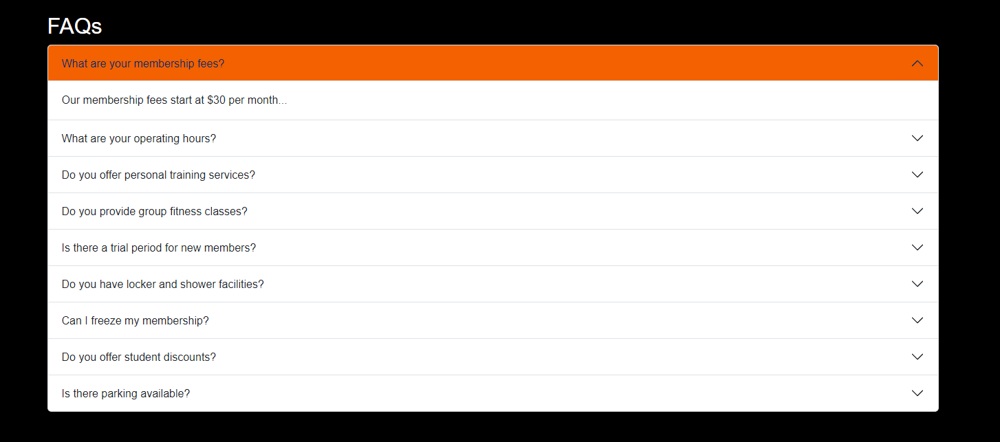 FAQs
What are your membership fees?
Our membership fees start at $30 per month...
What are your operating hours?
Do you offer personal training services?
Do you provide group fitness classes?
Is there a trial period for new members?
Do you have locker and shower facilities?
Can I freeze my membership?
Do you offer student discounts?
Is there parking available?